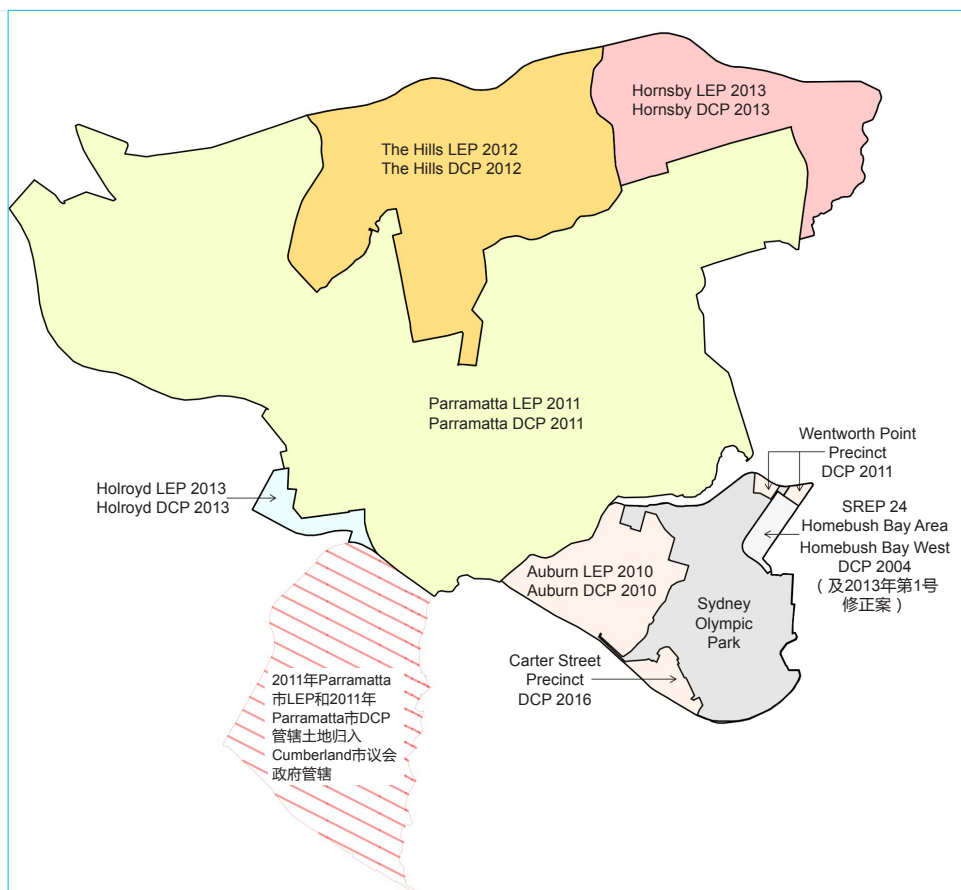 Hornsby LEP 2013
Hornsby DCP 2013
The Hills LEP 2012
The Hills DCP 2012
Parramatta LEP 2011
Parramatta DCP 2011
Wentworth Point
Precinct
DCP 2011
Holroyd LEP 2013
Holroyd DCP 2013
SREP 24
Homebush Bay Area
Homebush Bay West
DCP 2004
（及2013年第1号
修正案）
Auburn LEP 2010
Auburn DCP 2010
Sydney
Olympic
Park
Carter Street
Precinct
DCP 2016
2011年Parramatta
市LEP和2011年
Parramatta市DCP
管辖土地归入
Cumberland市议会
政府管辖